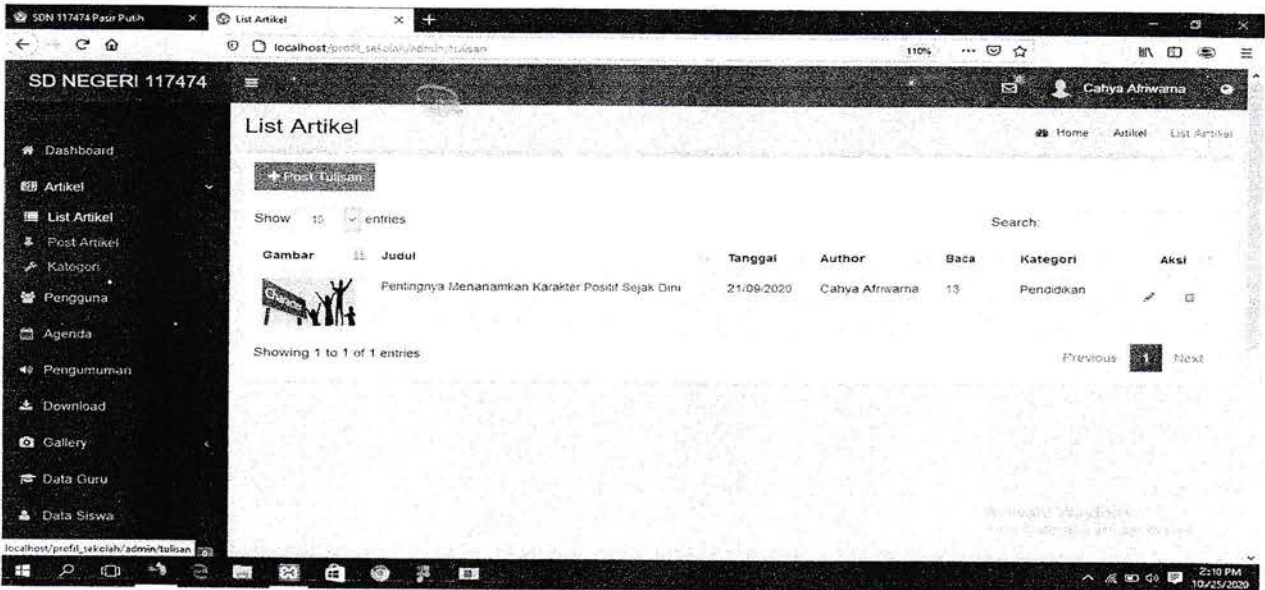 SDN 117474 Pasir Putih
List Artikel
localhost/profil_sekolah/admin/tulisan
110%
SD NEGERI 117474
Cahya Afriwarna
List Artikel
Home Artikel List Artikel
Dashboard
Artikel
List Artikel
Post Artikel
Kategori
Pengguna
Agenda
Pengumuman
Download
Gallery
Data Guru
Data Siswa
+ Post Tulisan
Show 10 entries
Search:
Gambar Judul Tanggal Author Baca Kategori Aksi
Chance Pentingnya Menanamkan Karakter Positif Sejak Dini 21/09/2020 Cahya Afriwarna 13 Pendidikan
Showing 1 to 1 of 1 entries
Previous 1 Next
Activate Windows
localhost/profil_sekolah/admin/tulisan
2:10 PM
10/25/2020